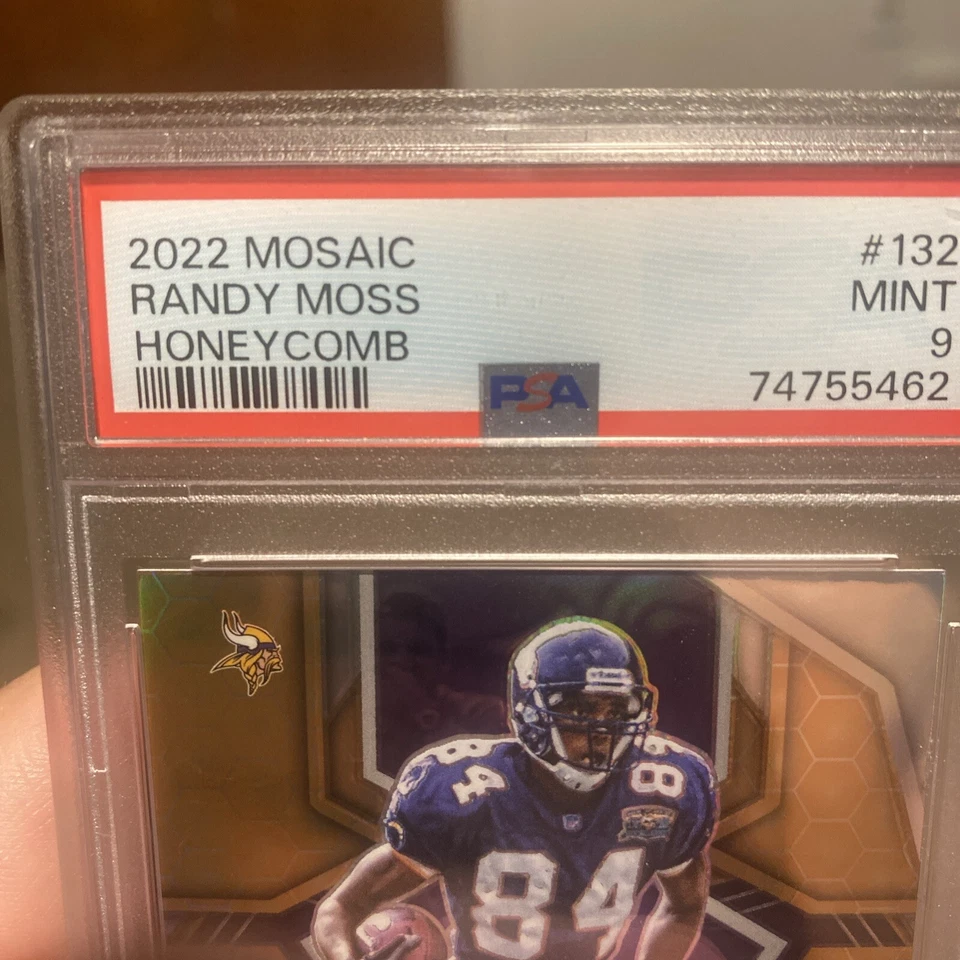 2022 MOSAIC #132
RANDY MOSS MINT
HONEYCOMB 9
PSA 74755462
84 84
84